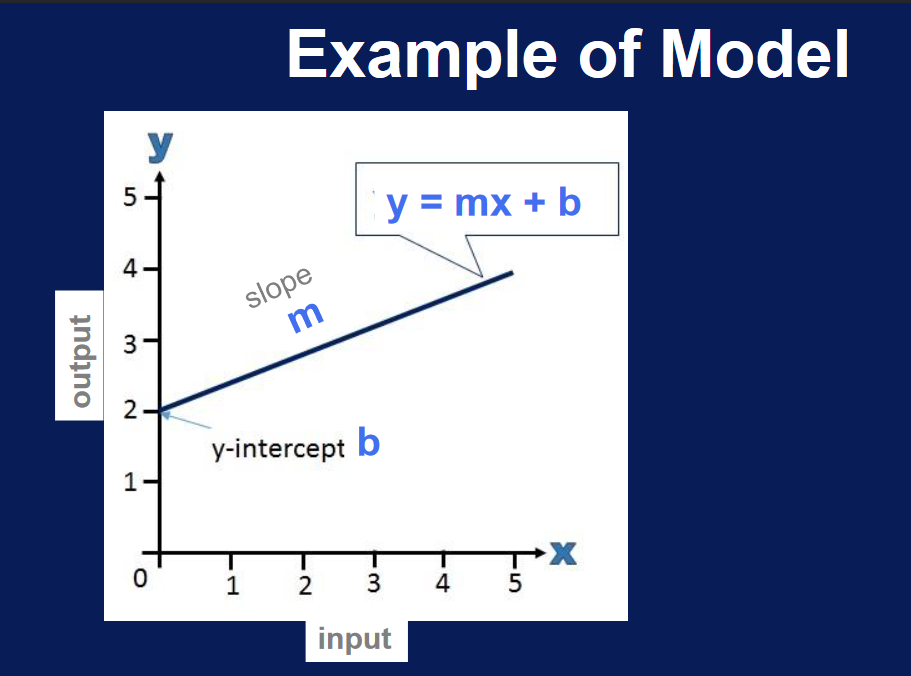 Example of Model
y
5
y = mx + b
4
slope
m
3
output
2
y-intercept b
1
0
1 2 3 4 5
x
input